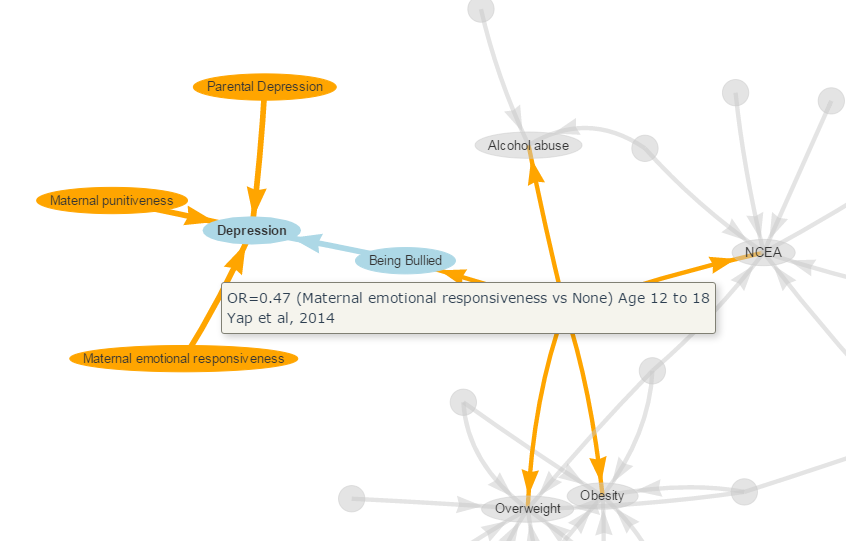 Parental Depression
Alcohol abuse
Maternal punitiveness
Depression
NCEA
Being Bullied
OR=0.47 (Maternal emotional responsiveness vs None) Age 12 to 18
Yap et al, 2014
Maternal emotional responsiveness
Obesity
Overweight